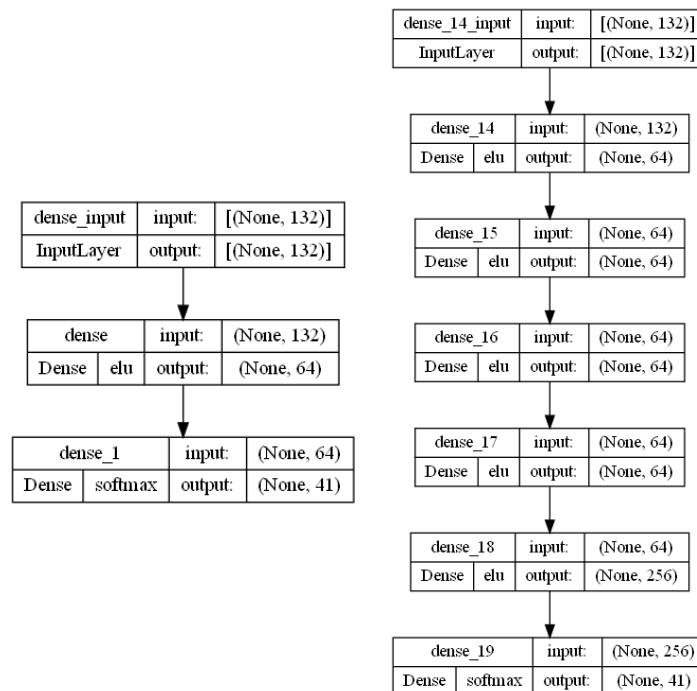 dense_input input: [(None, 132)]
InputLayer output: [(None, 132)]
dense input: (None, 132)
Dense elu output: (None, 64)
dense_1 input: (None, 64)
Dense softmax output: (None, 41)
dense_14_input input: [(None, 132)]
InputLayer output: [(None, 132)]
dense_14 input: (None, 132)
Dense elu output: (None, 64)
dense_15 input: (None, 64)
Dense elu output: (None, 64)
dense_16 input: (None, 64)
Dense elu output: (None, 64)
dense_17 input: (None, 64)
Dense elu output: (None, 64)
dense_18 input: (None, 64)
Dense elu output: (None, 256)
dense_19 input: (None, 256)
Dense softmax output: (None, 41)